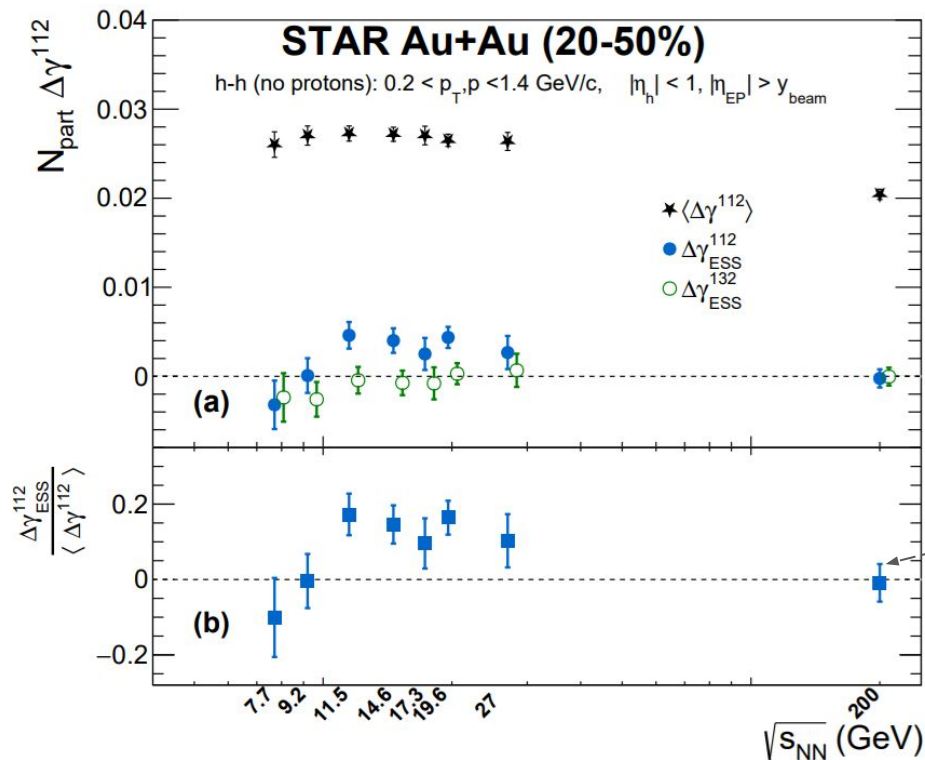 STAR Au+Au (20-50%)
h-h (no protons): 0.2 < p_T,p <1.4 GeV/c, |η_h| < 1, |η_EP| > y_beam
N_part Δγ^112
0.04
0.03
0.02
0.01
0
⟨Δγ^112⟩
Δγ^112_ESS
Δγ^132_ESS
(a)
Δγ^112_ESS
⟨ Δγ^112 ⟩
0.2
0
−0.2
(b)
7.7 9.2 11.5 14.6 17.3 19.6 27 200
√s_NN (GeV)